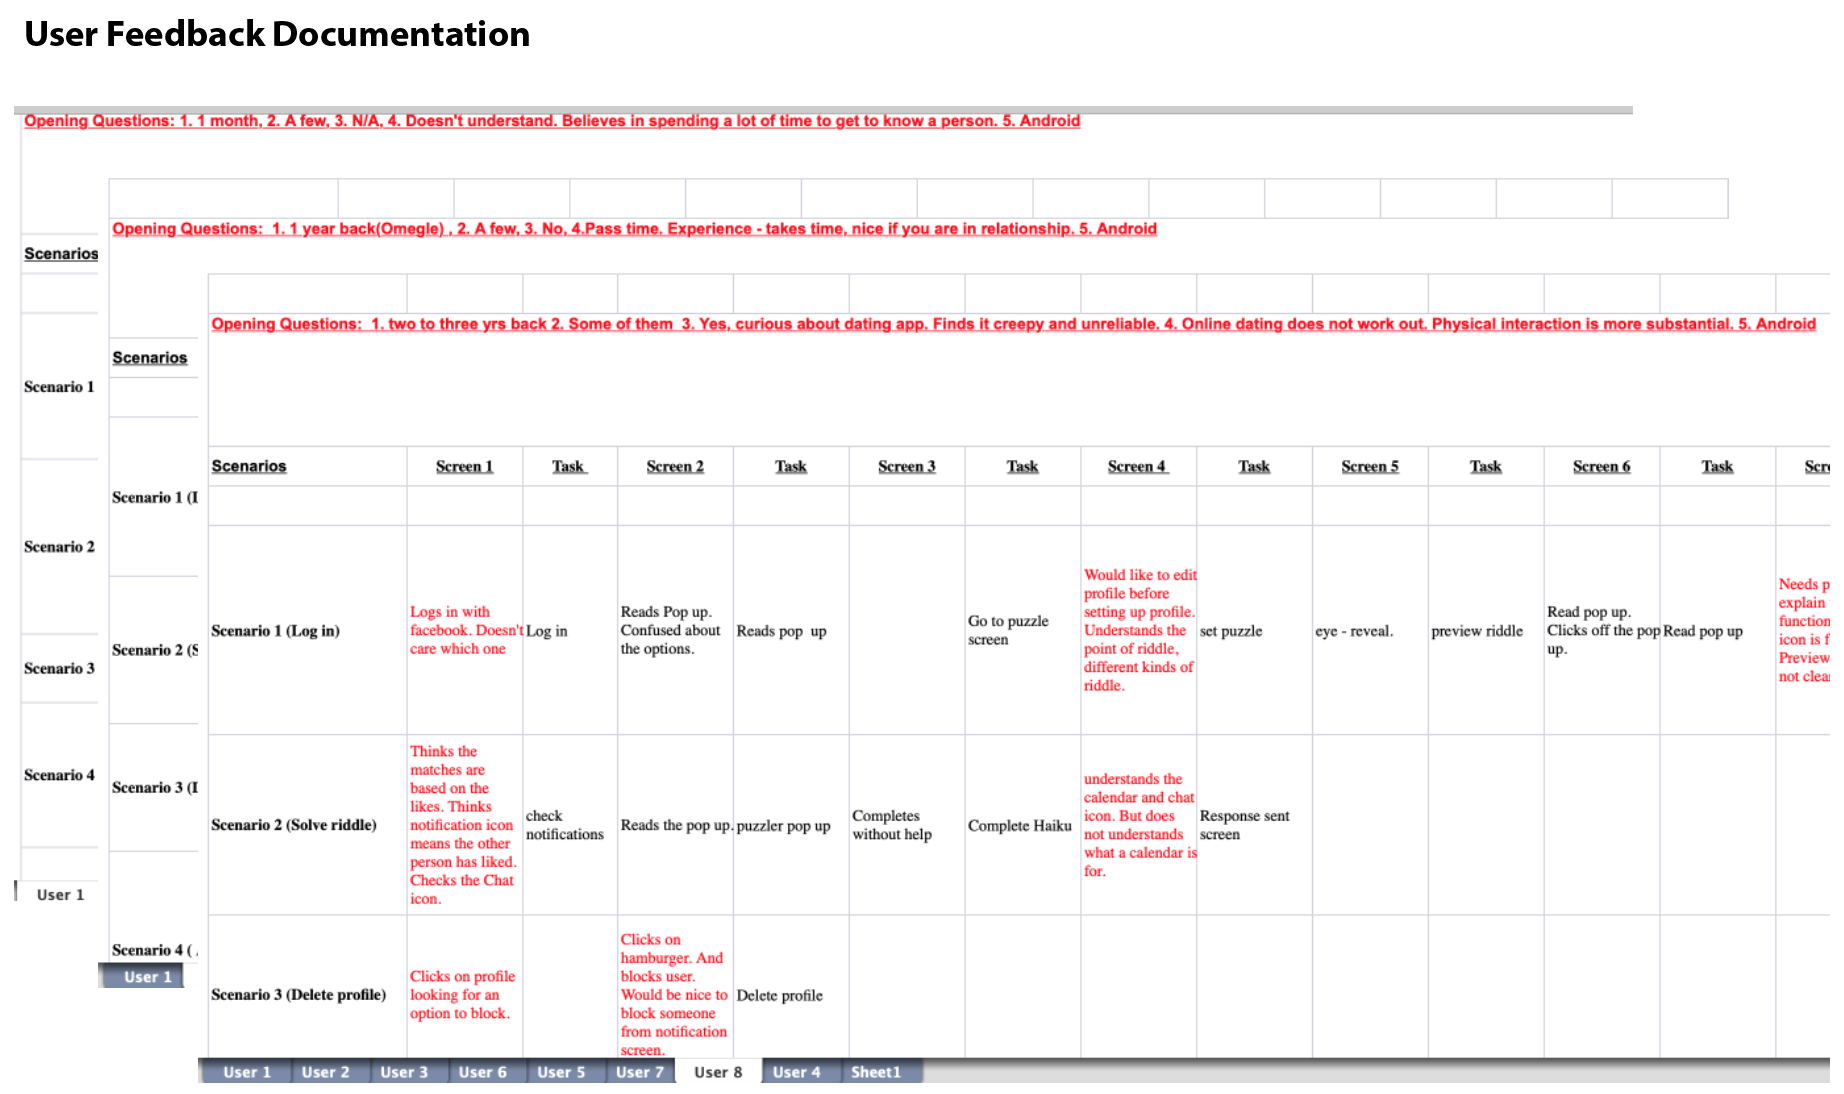 User Feedback Documentation
Opening Questions: 1. 1 month, 2. A few, 3. N/A, 4. Doesn't understand. Believes in spending a lot of time to get to know a person. 5. Android
Scenarios
Scenario 1
Scenario 2
Scenario 3
Scenario 4
User 1
Opening Questions: 1. 1 year back(Omegle) , 2. A few, 3. No, 4.Pass time. Experience - takes time, nice if you are in relationship. 5. Android
Scenarios
Scenario 1 (
Scenario 2 (S
Scenario 3 (
Scenario 4 (
User 1
Opening Questions: 1. two to three yrs back 2. Some of them 3. Yes, curious about dating app. Finds it creepy and unreliable. 4. Online dating does not work out. Physical interaction is more substantial. 5. Android
Scenarios Screen 1 Task Screen 2 Task Screen 3 Task Screen 4 Task Screen 5 Task Screen 6 Task Scre
Scenario 1 (Log in)
Logs in with
facebook. Doesn't
care which one
Log in
Reads Pop up.
Confused about
the options.
Reads pop up
Go to puzzle
screen
Would like to edit
profile before
setting up profile.
Understands the
point of riddle,
different kinds of
riddle.
set puzzle
eye - reveal.
preview riddle
Read pop up.
Clicks off the pop
up.
Read pop up
Needs p
explain
function
icon is f
Preview
not clea
Scenario 2 (Solve riddle)
Thinks the
matches are
based on the
likes. Thinks
notification icon
means the other
person has liked.
Checks the Chat
icon.
check
notifications
Reads the pop up.
puzzler pop up
Completes
without help
Complete Haiku
understands the
calendar and chat
icon. But does
not understands
what a calendar is
for.
Response sent
screen
Scenario 3 (Delete profile)
Clicks on profile
looking for an
option to block.
Clicks on
hamburger. And
blocks user.
Would be nice to
block someone
from notification
screen.
Delete profile
User 1 User 2 User 3 User 6 User 5 User 7 User 8 User 4 Sheet1